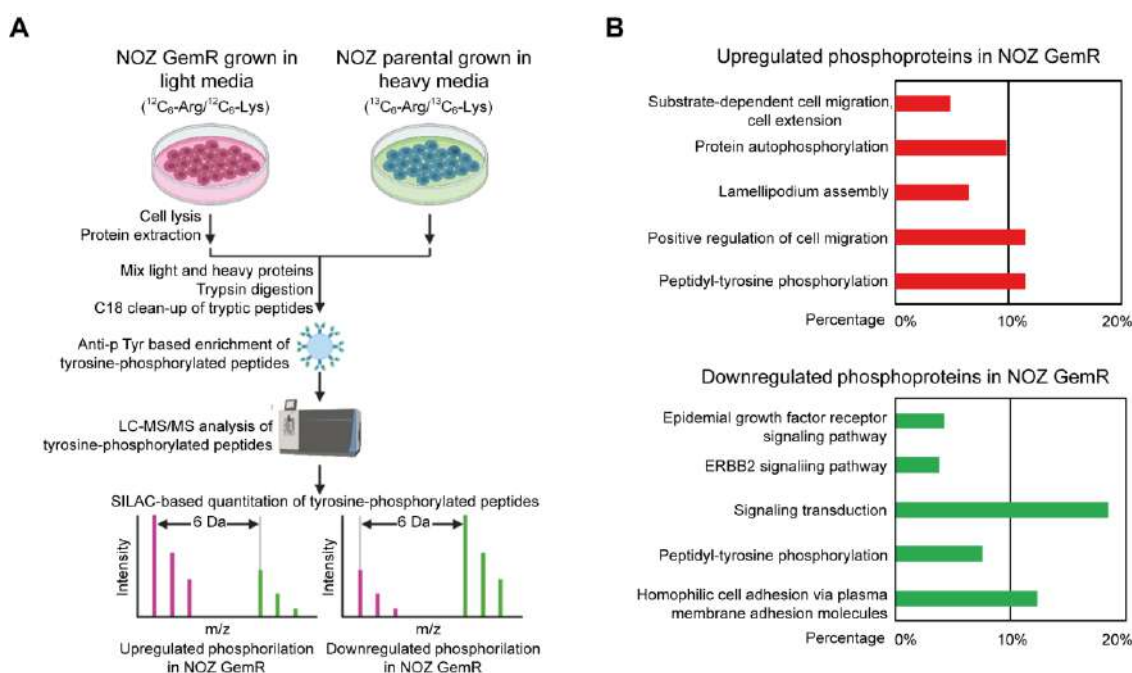 A
NOZ GemR grown in
light media
(¹²C₆-Arg/¹²C₆-Lys)
NOZ parental grown in
heavy media
(¹³C₆-Arg/¹³C₆-Lys)
Cell lysis
Protein extraction
Mix light and heavy proteins
Trypsin digestion
C18 clean-up of tryptic peptides
Anti-p Tyr based enrichment of
tyrosine-phosphorylated peptides
LC-MS/MS analysis of
tyrosine-phosphorylated peptides
SILAC-based quantitation of tyrosine-phosphorylated peptides
6 Da
Intensity
m/z
Upregulated phosphorilation
in NOZ GemR
6 Da
Intensity
m/z
Downregulated phosphorilation
in NOZ GemR
B
Upregulated phosphoproteins in NOZ GemR
Substrate-dependent cell migration,
cell extension
Protein autophosphorylation
Lamellipodium assembly
Positive regulation of cell migration
Peptidyl-tyrosine phosphorylation
Percentage 0% 10% 20%
Downregulated phosphoproteins in NOZ GemR
Epidemial growth factor receptor
signaling pathway
ERBB2 signaliing pathway
Signaling transduction
Peptidyl-tyrosine phosphorylation
Homophilic cell adhesion via plasma
membrane adhesion molecules
Percentage 0% 10% 20%